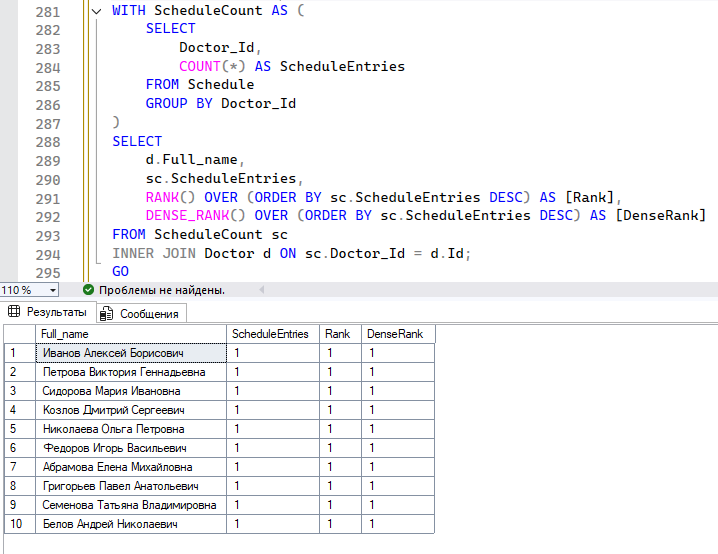 281 WITH ScheduleCount AS (
282 SELECT
283 Doctor_Id,
284 COUNT(*) AS ScheduleEntries
285 FROM Schedule
286 GROUP BY Doctor_Id
287 )
288 SELECT
289 d.Full_name,
290 sc.ScheduleEntries,
291 RANK() OVER (ORDER BY sc.ScheduleEntries DESC) AS [Rank],
292 DENSE_RANK() OVER (ORDER BY sc.ScheduleEntries DESC) AS [DenseRank]
293 FROM ScheduleCount sc
294 INNER JOIN Doctor d ON sc.Doctor_Id = d.Id;
295 GO
110 % Проблемы не найдены.
Результаты Сообщения
Full_name ScheduleEntries Rank DenseRank
1 Иванов Алексей Борисович 1 1 1
2 Петрова Виктория Геннадьевна 1 1 1
3 Сидорова Мария Ивановна 1 1 1
4 Козлов Дмитрий Сергеевич 1 1 1
5 Николаева Ольга Петровна 1 1 1
6 Федоров Игорь Васильевич 1 1 1
7 Абрамова Елена Михайловна 1 1 1
8 Григорьев Павел Анатольевич 1 1 1
9 Семенова Татьяна Владимировна 1 1 1
10 Белов Андрей Николаевич 1 1 1